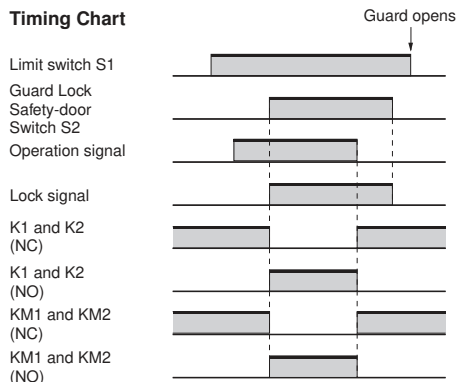 Timing Chart
Guard opens
Limit switch S1
Guard Lock
Safety-door
Switch S2
Operation signal
Lock signal
K1 and K2
(NC)
K1 and K2
(NO)
KM1 and KM2
(NC)
KM1 and KM2
(NO)